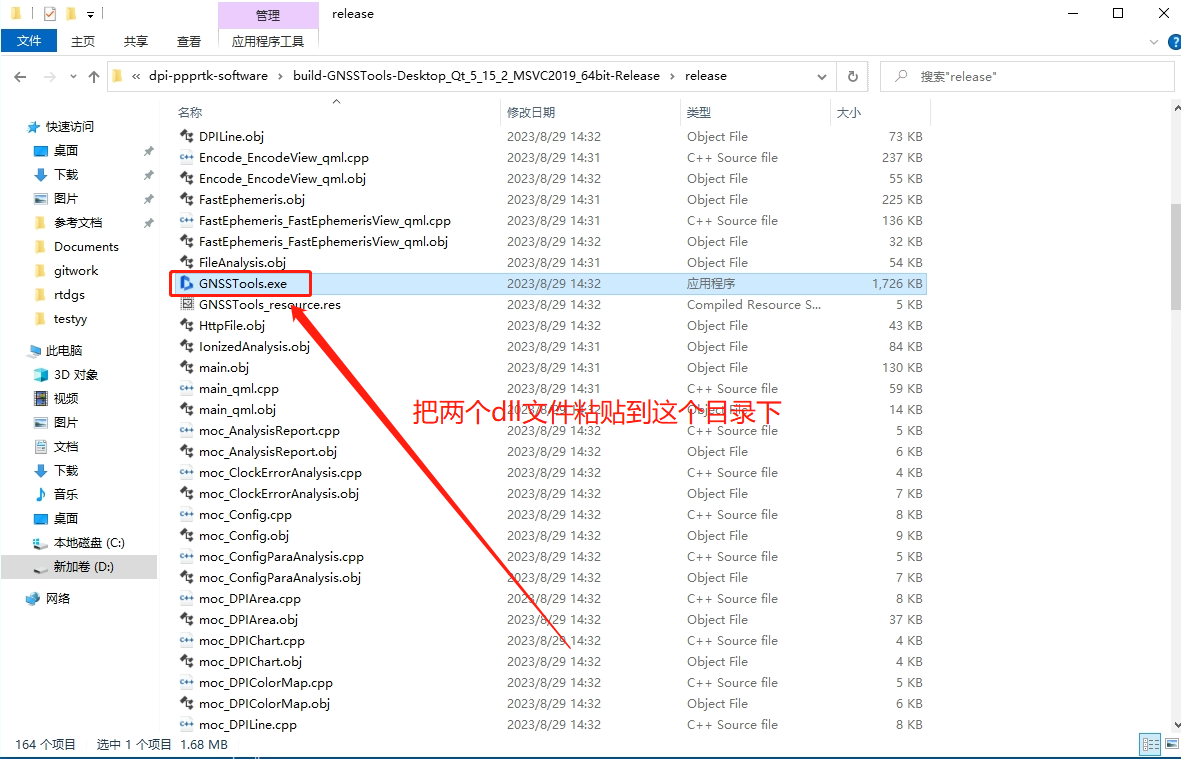 管理
release
文件
主页
共享
查看
应用程序工具
« dpi-ppprtk-software › build-GNSSTools-Desktop_Qt_5_15_2_MSVC2019_64bit-Release › release
搜索"release"
快速访问
桌面
下载
图片
参考文档
Documents
gitwork
rtdgs
testyy
此电脑
3D 对象
视频
图片
文档
下载
音乐
桌面
本地磁盘 (C:)
新加卷 (D:)
网络
名称 修改日期 类型 大小
DPILine.obj 2023/8/29 14:32 Object File 73 KB
Encode_EncodeView_qml.cpp 2023/8/29 14:31 C++ Source file 237 KB
Encode_EncodeView_qml.obj 2023/8/29 14:32 Object File 55 KB
FastEphemeris.obj 2023/8/29 14:31 Object File 225 KB
FastEphemeris_FastEphemerisView_qml.cpp 2023/8/29 14:31 C++ Source file 136 KB
FastEphemeris_FastEphemerisView_qml.obj 2023/8/29 14:32 Object File 32 KB
FileAnalysis.obj 2023/8/29 14:31 Object File 54 KB
GNSSTools.exe 2023/8/29 14:32 应用程序 1,726 KB
GNSSTools_resource.res 2023/8/29 14:32 Compiled Resource S... 5 KB
HttpFile.obj 2023/8/29 14:32 Object File 43 KB
IonizedAnalysis.obj 2023/8/29 14:31 Object File 84 KB
main.obj 2023/8/29 14:31 Object File 130 KB
main_qml.cpp 2023/8/29 14:31 C++ Source file 59 KB
main_qml.obj 2023/8/29 14:32 Object File 14 KB
把两个dll文件粘贴到这个目录下
moc_AnalysisReport.cpp 2023/8/29 14:32 C++ Source file 5 KB
moc_AnalysisReport.obj 2023/8/29 14:32 Object File 6 KB
moc_ClockErrorAnalysis.cpp 2023/8/29 14:32 C++ Source file 4 KB
moc_ClockErrorAnalysis.obj 2023/8/29 14:32 Object File 7 KB
moc_Config.cpp 2023/8/29 14:32 C++ Source file 8 KB
moc_Config.obj 2023/8/29 14:32 Object File 9 KB
moc_ConfigParaAnalysis.cpp 2023/8/29 14:32 C++ Source file 5 KB
moc_ConfigParaAnalysis.obj 2023/8/29 14:32 Object File 7 KB
moc_DPIArea.cpp 2023/8/29 14:32 C++ Source file 8 KB
moc_DPIArea.obj 2023/8/29 14:32 Object File 37 KB
moc_DPIChart.cpp 2023/8/29 14:32 C++ Source file 4 KB
moc_DPIChart.obj 2023/8/29 14:32 Object File 4 KB
moc_DPIColorMap.cpp 2023/8/29 14:32 C++ Source file 5 KB
moc_DPIColorMap.obj 2023/8/29 14:32 Object File 6 KB
moc_DPILine.cpp 2023/8/29 14:32 C++ Source file 8 KB
164 个项目 选中 1 个项目 1.68 MB